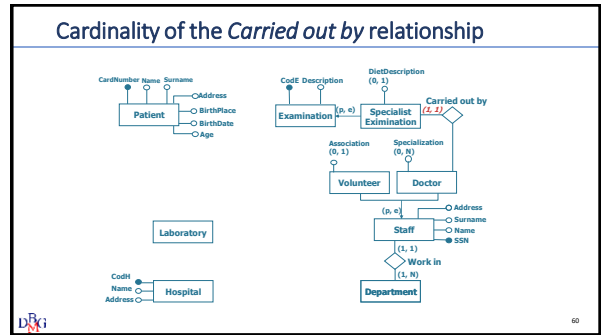 Cardinality of the Carried out by relationship
CardNumber Name Surname
Address
Patient
BirthPlace
BirthDate
Age
CodE Description
DietDescription
(0, 1)
Carried out by
Examination
(p, e)
Specialist
Eximination
(1, 1)
Association
(0, 1)
Specialization
(0, N)
Volunteer
Doctor
(p, e)
Address
Surname
Name
SSN
Staff
(1, 1)
Work in
(1, N)
Department
Laboratory
CodH
Name
Address
Hospital
DBMG
60